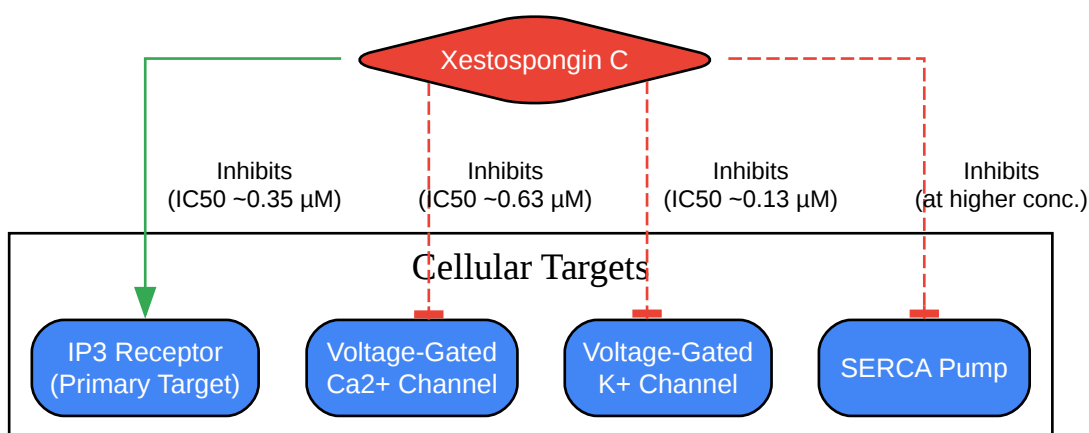 Xestospongin C
Inhibits
(IC50 ~0.35 µM)
Inhibits
(IC50 ~0.63 µM)
Inhibits
(IC50 ~0.13 µM)
Inhibits
(at higher conc.)
Cellular Targets
IP3 Receptor
(Primary Target)
Voltage-Gated
Ca2+ Channel
Voltage-Gated
K+ Channel
SERCA Pump